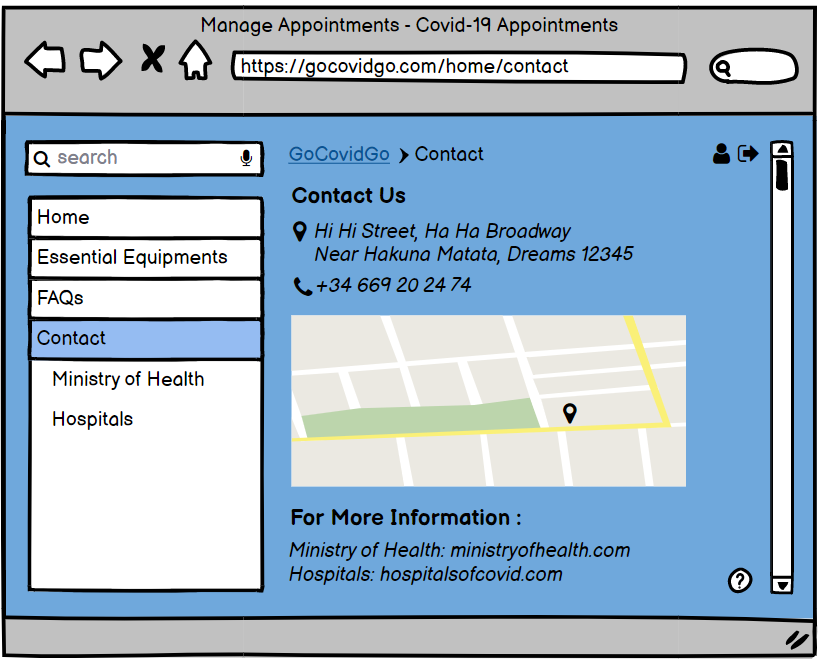 Manage Appointments - Covid-19 Appointments
https://gocovidgo.com/home/contact
search
GoCovidGo
Contact
Home
Essential Equipments
FAQs
Contact
Ministry of Health
Hospitals
Contact Us
Hi Hi Street, Ha Ha Broadway
Near Hakuna Matata, Dreams 12345
+34 669 20 24 74
For More Information :
Ministry of Health: ministryofhealth.com
Hospitals: hospitalsofcovid.com
?